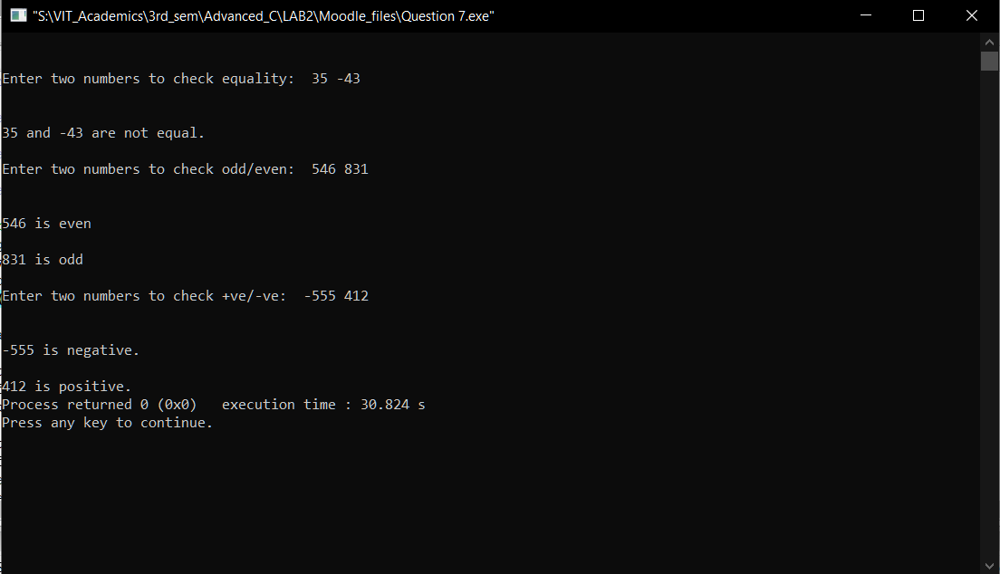 "S:\VIT_Academics\3rd_sem\Advanced_C\LAB2\Moodle_files\Question 7.exe"
Enter two numbers to check equality:  35 -43
35 and -43 are not equal.
Enter two numbers to check odd/even:  546 831
546 is even
831 is odd
Enter two numbers to check +ve/-ve:  -555 412
-555 is negative.
412 is positive.
Process returned 0 (0x0)   execution time : 30.824 s
Press any key to continue.